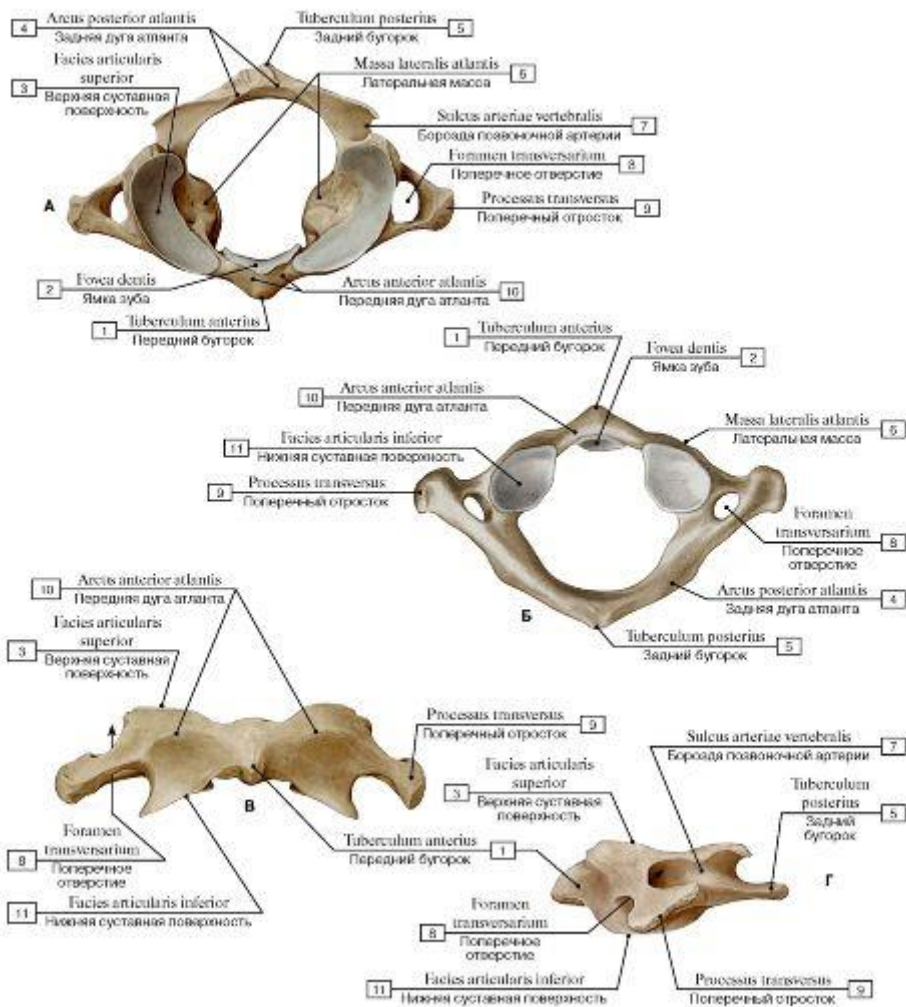 4
Arcus posterior atlantis
Задняя дуга атланта
Tuberculum posterius
Задний бугорок
5
Facies articularis
superior
3
Верхняя суставная
поверхность
Massa lateralis atlantis
Латеральная масса
6
Sulcus arteriae vertebralis
Борозда позвоночной артерии
7
Foramen transversarium
Поперечное отверстие
8
А
Processus transversus
Поперечный отросток
9
2
Fovea dentis
Ямка зуба
Arcus anterior atlantis
Передняя дуга атланта
10
1
Tuberculum anterius
Передний бугорок
1
Tuberculum anterius
Передний бугорок
Fovea dentis
Ямка зуба
2
10
Arcus anterior atlantis
Передняя дуга атланта
11
Facies articularis inferior
Нижняя суставная поверхность
Massa lateralis atlantis
Латеральная масса
6
9
Processus transversus
Поперечный отросток
Foramen
transversarium
8
Поперечное
отверстие
Arcus posterior atlantis
Задняя дуга атланта
4
Б
Tuberculum posterius
Задний бугорок
5
10
Arcus anterior atlantis
Передняя дуга атланта
Facies articularis
superior
3
Верхняя суставная
поверхность
Processus transversus
Поперечный отросток
9
В
Foramen
transversarium
8
Поперечное
отверстие
11
Facies articularis inferior
Нижняя суставная поверхность
Tuberculum anterius
Передний бугорок
1
Facies articularis
superior
3
Верхняя суставная
поверхность
Sulcus arteriae vertebralis
Борозда позвоночной артерии
7
Tuberculum
posterius
5
Задний
бугорок
Г
Foramen
transversarium
8
Поперечное
отверстие
11
Facies articularis inferior
Нижняя суставная поверхность
Processus transversus
Поперечный отросток
9